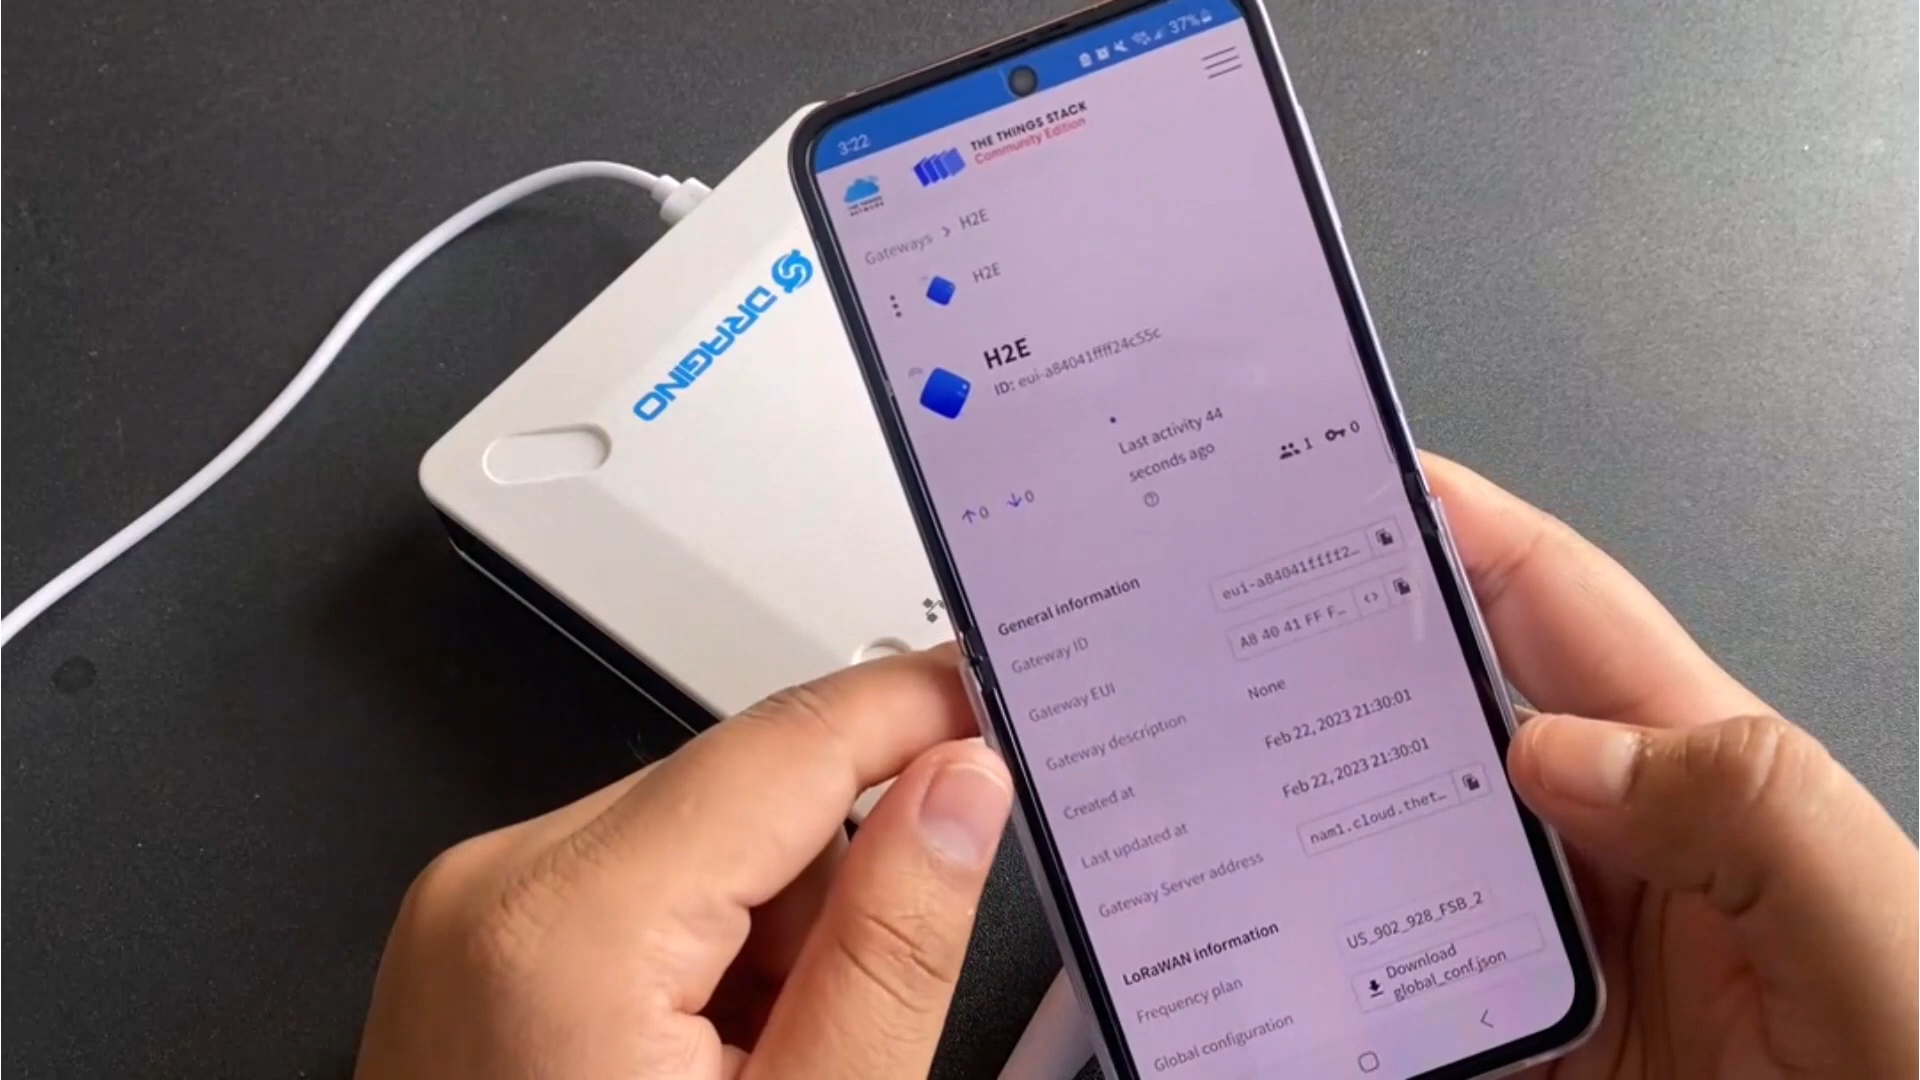 3:22
37%
THE THINGS
NETWORK
THE THINGS STACK
Community Edition
Gateways > H2E
H2E
H2E
ID: eui-a84041ffff24c55c
↑0 ↓0
Last activity 44
seconds ago
1 0
General information
Gateway ID eui-a84041ffff2…
Gateway EUI A8 40 41 FF F…
Gateway description None
Created at Feb 22, 2023 21:30:01
Last updated at Feb 22, 2023 21:30:01
Gateway Server address nam1.cloud.thet…
LoRaWAN information
Frequency plan US_902_928_FSB_2
Global configuration Download
global_conf.json
DRAGINO